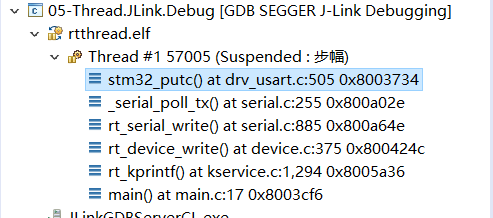 05-Thread.JLink.Debug [GDB SEGGER J-Link Debugging]
rtthread.elf
Thread #1 57005 (Suspended : 步幅)
stm32_putc() at drv_usart.c:505 0x8003734
_serial_poll_tx() at serial.c:255 0x800a02e
rt_serial_write() at serial.c:885 0x800a64e
rt_device_write() at device.c:375 0x800424c
rt_kprintf() at kservice.c:1,294 0x8005a36
main() at main.c:17 0x8003cf6
JLinkGDBServerCL.exe